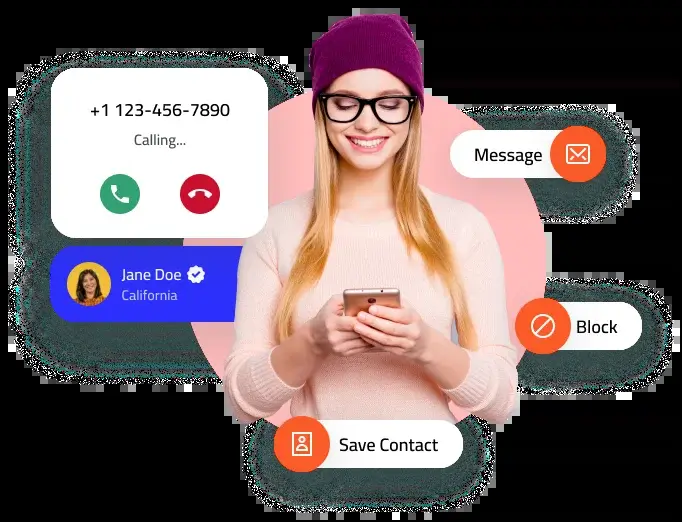 +1 123-456-7890
Calling...
Message
Jane Doe
California
Block
Save Contact